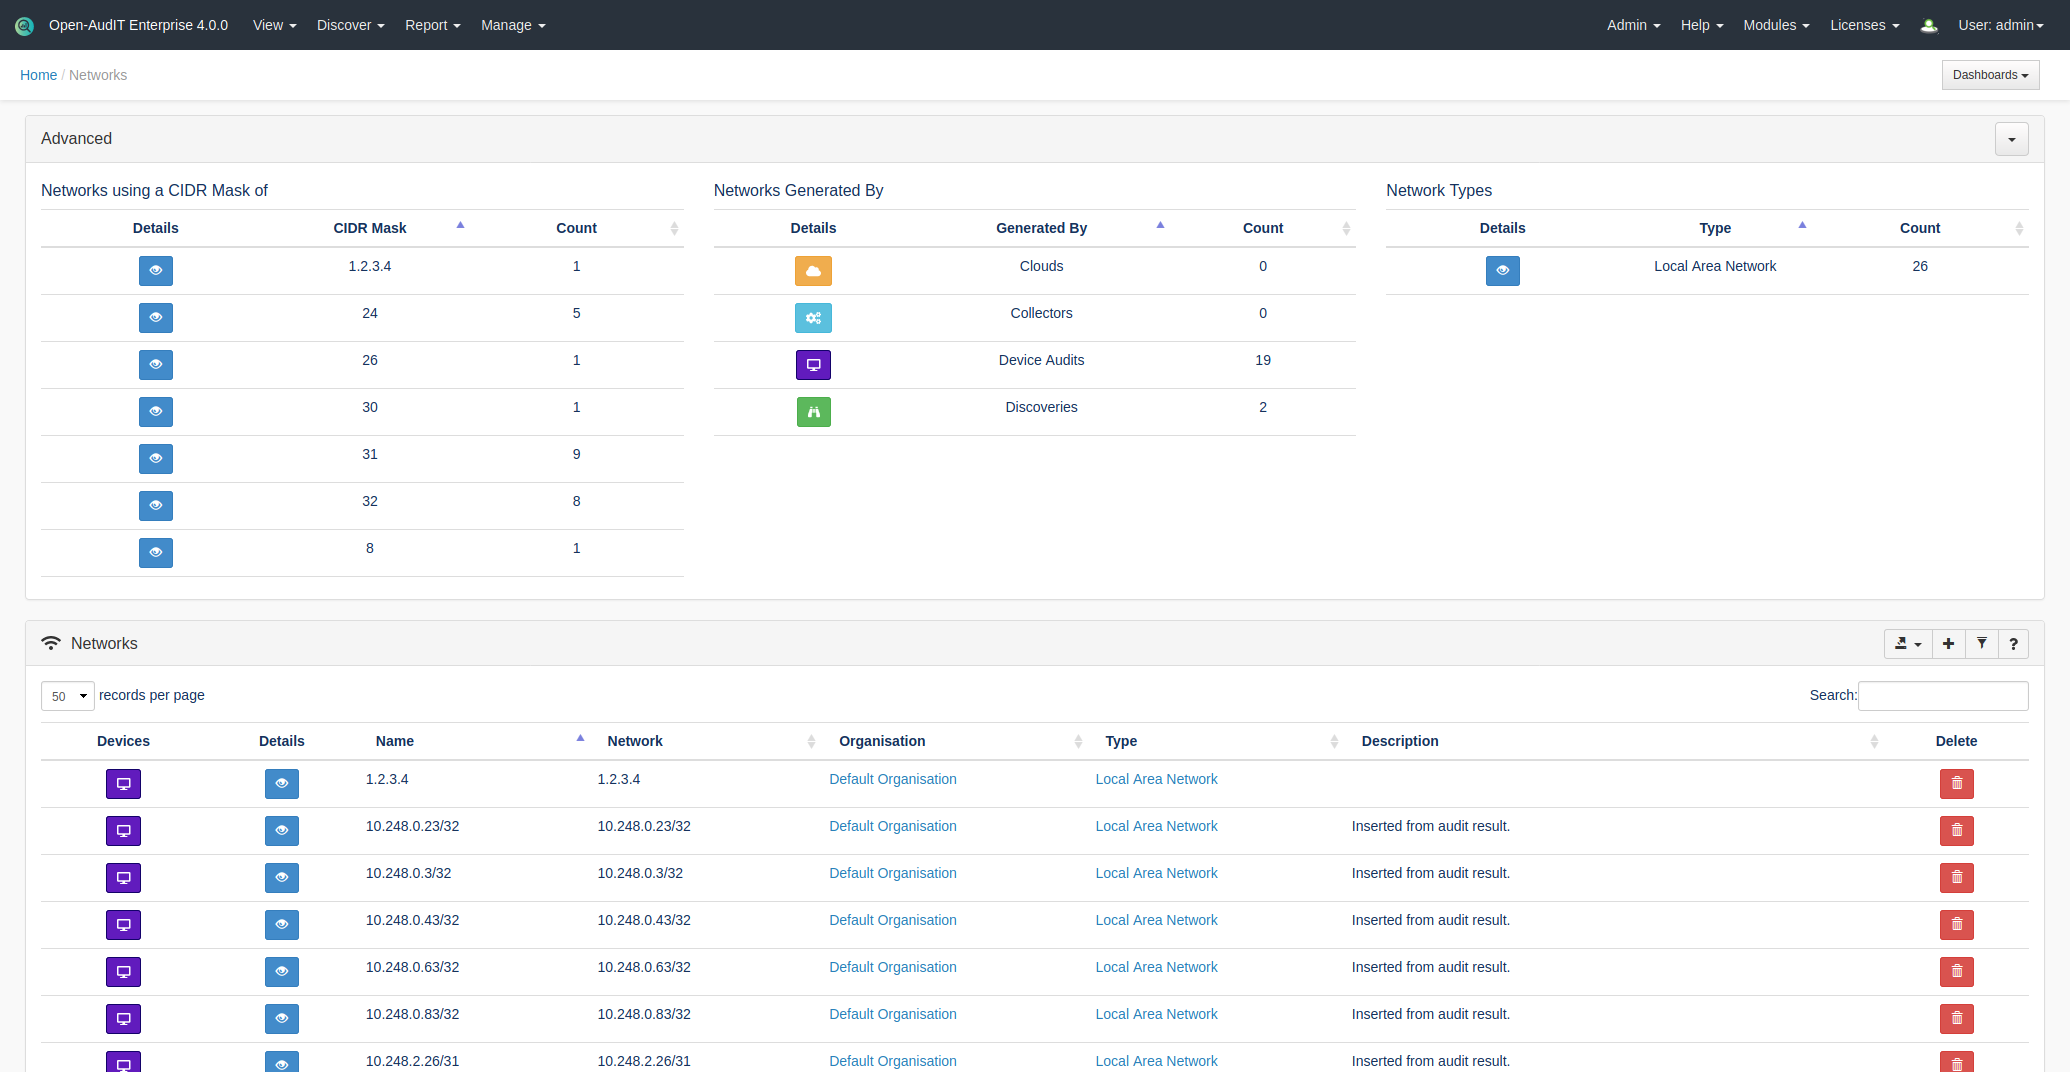 Open-AudIT Enterprise 4.0.0 View Discover Report Manage Admin Help Modules Licenses User: admin
Home / Networks Dashboards
Advanced
Networks using a CIDR Mask of
Details CIDR Mask Count
1.2.3.4 1
24 5
26 1
30 1
31 9
32 8
8 1
Networks Generated By
Details Generated By Count
Clouds 0
Collectors 0
Device Audits 19
Discoveries 2
Network Types
Details Type Count
Local Area Network 26
Networks ?
50 records per page Search:
Devices Details Name Network Organisation Type Description Delete
1.2.3.4 1.2.3.4 Default Organisation Local Area Network
10.248.0.23/32 10.248.0.23/32 Default Organisation Local Area Network Inserted from audit result.
10.248.0.3/32 10.248.0.3/32 Default Organisation Local Area Network Inserted from audit result.
10.248.0.43/32 10.248.0.43/32 Default Organisation Local Area Network Inserted from audit result.
10.248.0.63/32 10.248.0.63/32 Default Organisation Local Area Network Inserted from audit result.
10.248.0.83/32 10.248.0.83/32 Default Organisation Local Area Network Inserted from audit result.
10.248.2.26/31 10.248.2.26/31 Default Organisation Local Area Network Inserted from audit result.